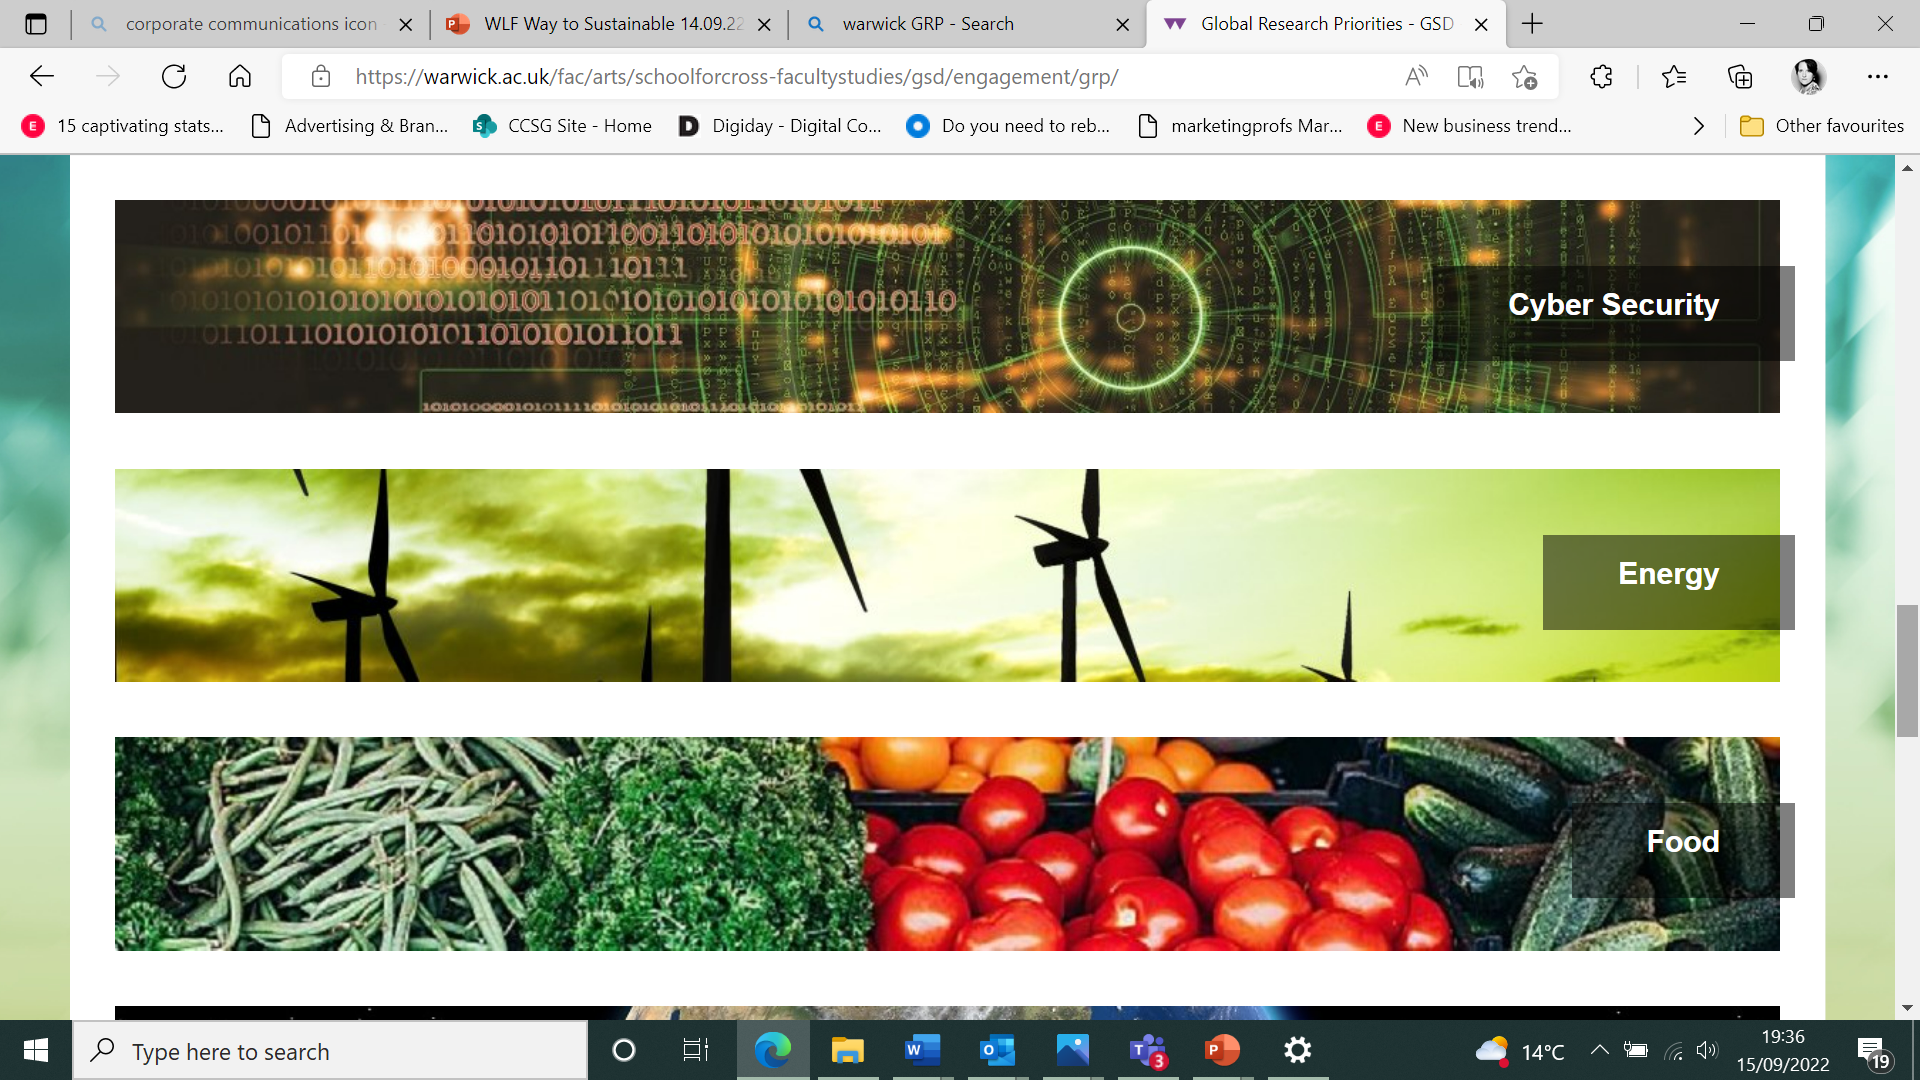 corporate communications icon
WLF Way to Sustainable 14.09.22
warwick GRP - Search
Global Research Priorities - GSD
https://warwick.ac.uk/fac/arts/schoolforcross-facultystudies/gsd/engagement/grp/
15 captivating stats...
Advertising & Bran...
CCSG Site - Home
Digiday - Digital Co...
Do you need to reb...
marketingprofs Mar...
New business trend...
Other favourites
Cyber Security
Energy
Food
Type here to search
3
14°C
19:36
15/09/2022
19